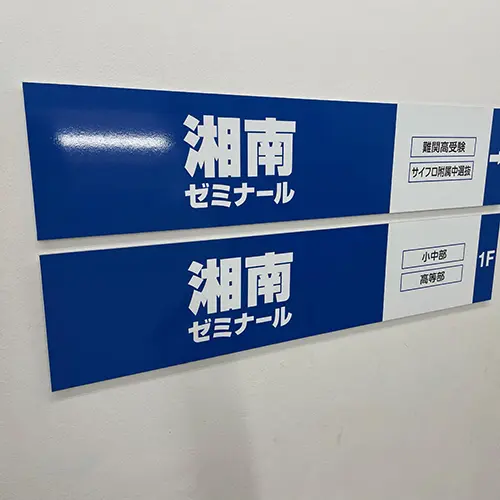 湘南
ゼミナール
難関高受験
サイフロ附属中選抜
→
湘南
ゼミナール
小中部
高等部
1F